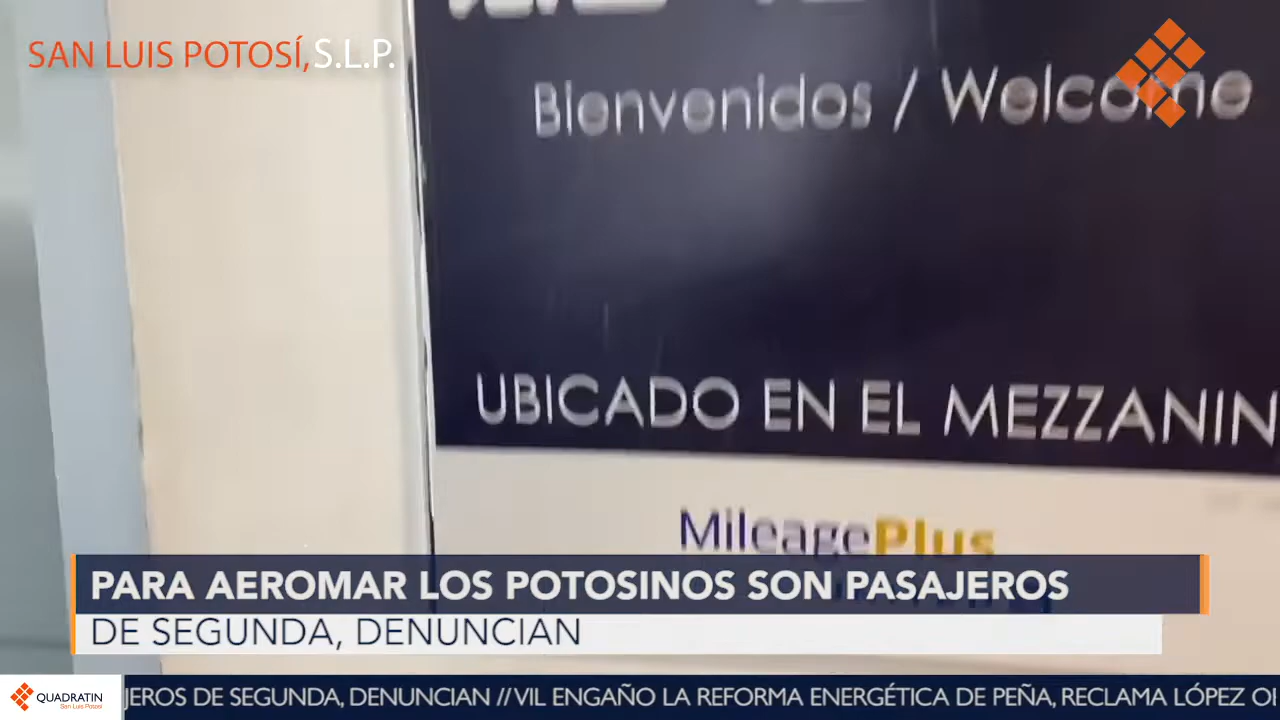 SAN LUIS POTOSÍ, S.L.P.
Bienvenidos / Welcome
UBICADO EN EL MEZZANIN
MileagePlus
PARA AEROMAR LOS POTOSINOS SON PASAJEROS
DE SEGUNDA, DENUNCIAN
QUADRATIN
San Luis Potosí
JEROS DE SEGUNDA, DENUNCIAN // VIL ENGAÑO LA REFORMA ENERGÉTICA DE PEÑA, RECLAMA LÓPEZ